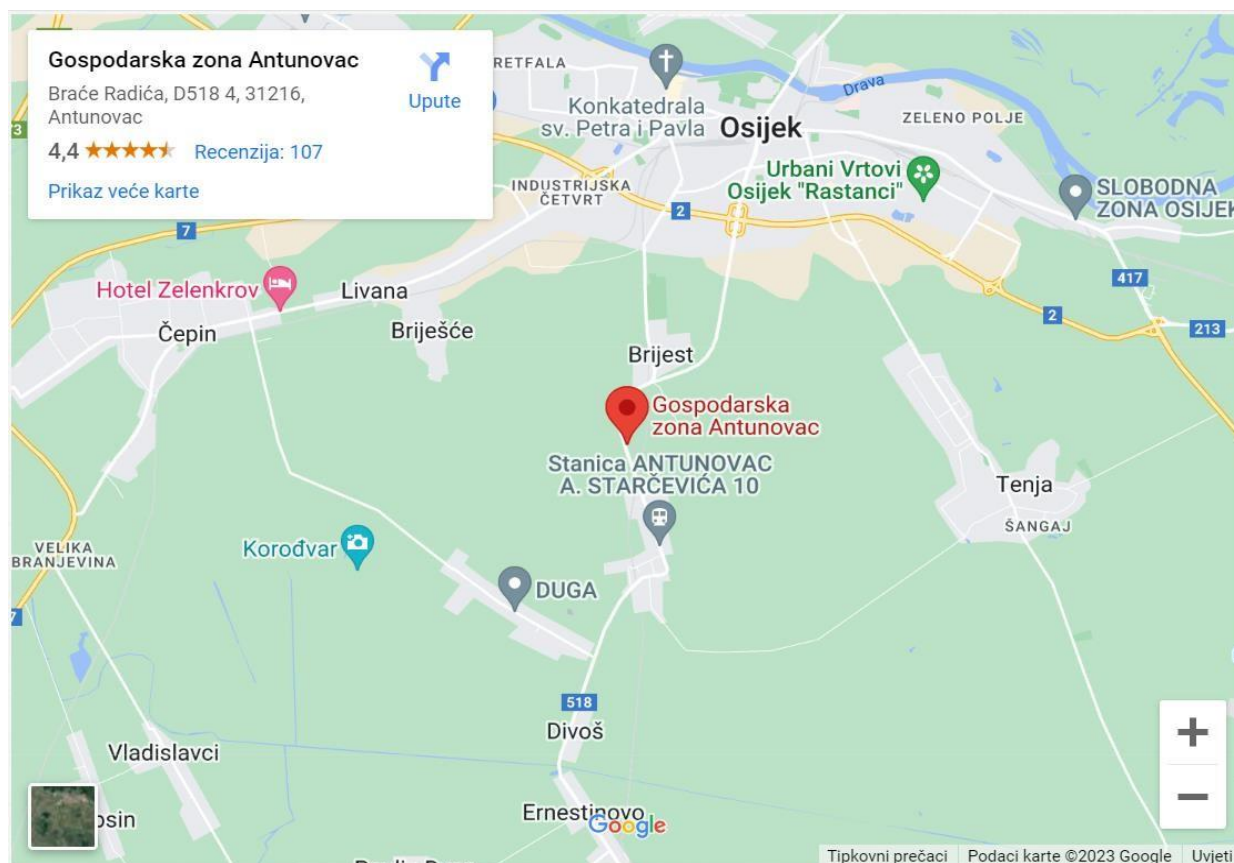 Gospodarska zona Antunovac
Braće Radića, D518 4, 31216,
Antunovac
4,4
Recenzija: 107
Prikaz veće karte
Upute
RETFALA
Konkatedrala
sv. Petra i Pavla
Osijek
Drava
ZELENO POLJE
Urbani Vrtovi
Osijek "Rastanci"
SLOBODNA
ZONA OSIJEK
INDUSTRIJSKA
ČETVRT
73
2
7
417
2
213
Hotel Zelenkrov
Livana
Čepin
Briješće
Brijest
Gospodarska
zona Antunovac
Stanica ANTUNOVAC
A. STARČEVIĆA 10
Tenja
ŠANGAJ
VELIKA
BRANJEVINA
Korođvar
DUGA
7
518
Divoš
Vladislavci
osin
Ernestinovo
Google
Tipkovni prečaci
Podaci karte ©2023 Google
Uvjeti